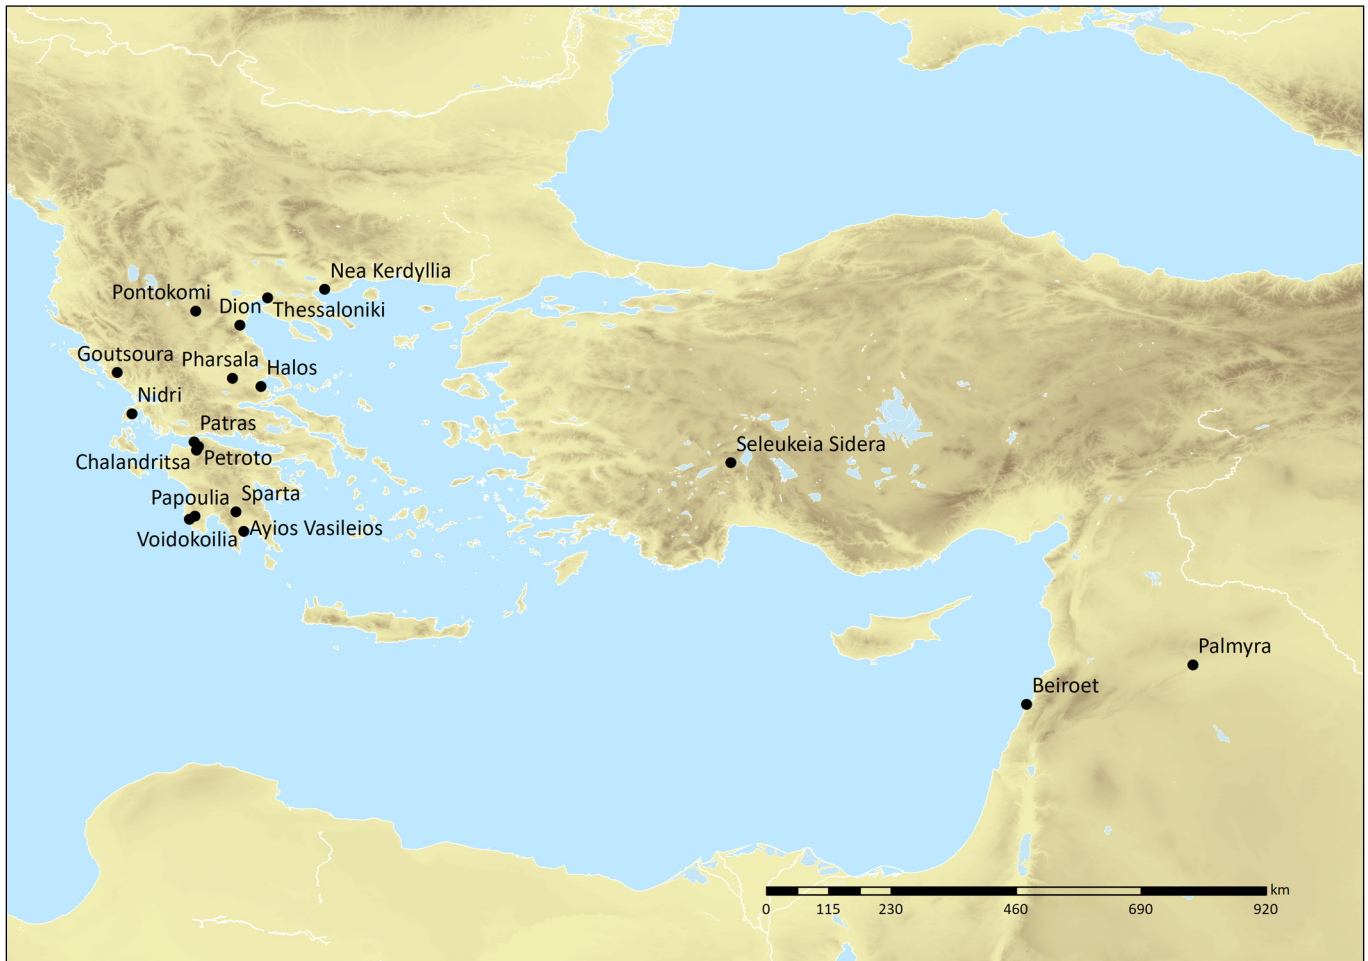 Nea Kerdyllia
Pontokomi
Dion
Thessaloniki
Goutsoura
Pharsala
Halos
Nidri
Patras
Chalandritsa
Petroto
Seleukeia Sidera
Papoulia
Sparta
Ayios Vasileios
Voidokoilia
Palmyra
Beiroet
km
0 115 230 460 690 920